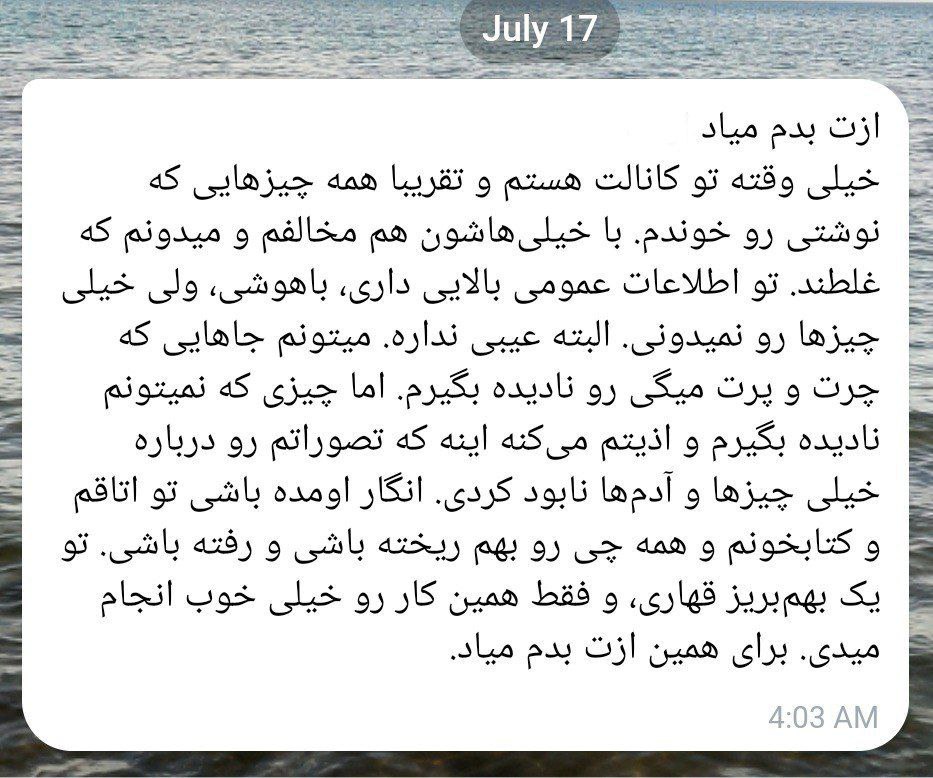 July 17
ازت بدم میاد
خیلی وقته تو کانالت هستم و تقریبا همه چیزهایی که
نوشتی رو خوندم. با خیلی‌هاشون هم مخالفم و میدونم که
غلطند. تو اطلاعات عمومی بالایی داری، باهوشی، ولی خیلی
چیزها رو نمیدونی. البته عیبی نداره. میتونم جاهایی که
چرت و پرت میگی رو نادیده بگیرم. اما چیزی که نمیتونم
نادیده بگیرم و اذیتم می‌کنه اینه که تصوراتم رو درباره
خیلی چیزها و آدم‌ها نابود کردی. انگار اومده باشی تو اتاقم
و کتابخونم و همه چی رو بهم ریخته باشی و رفته باشی. تو
یک بهم‌بریز قهاری، و فقط همین کار رو خیلی خوب انجام
میدی. برای همین ازت بدم میاد.
4:03 AM